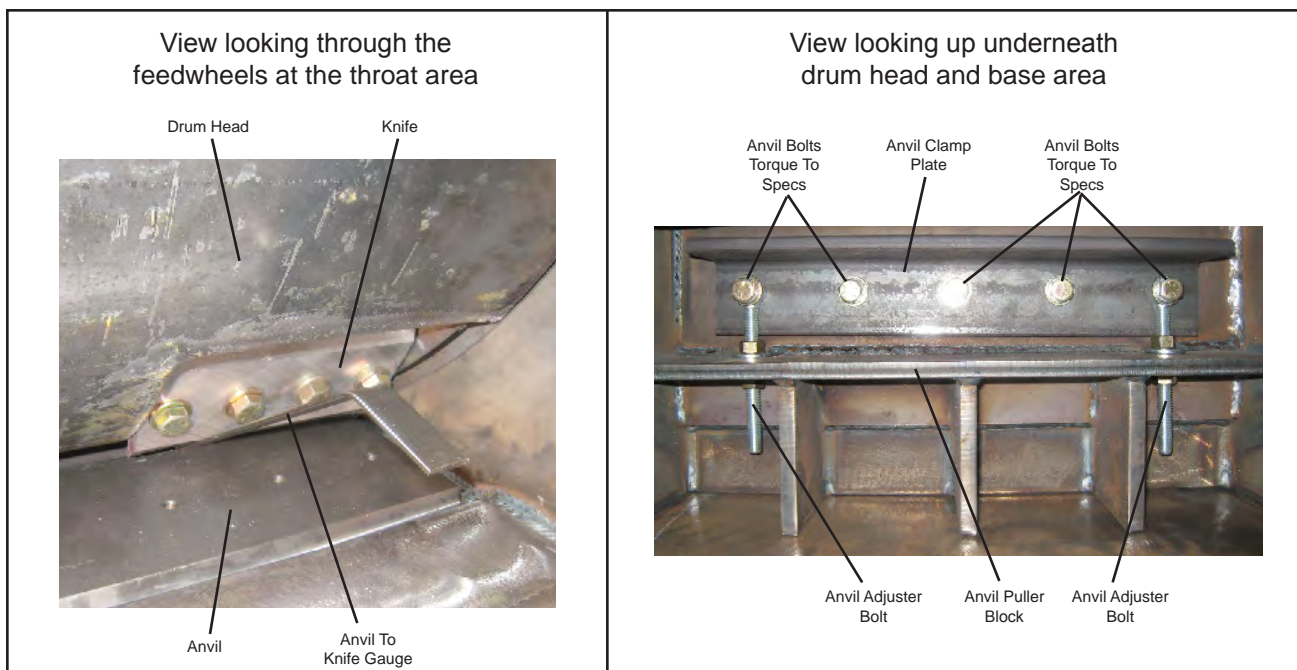 View looking through the
feedwheels at the throat area
Drum Head
Knife
Anvil
Anvil To
Knife Gauge
View looking up underneath
drum head and base area
Anvil Bolts
Torque To
Specs
Anvil Clamp
Plate
Anvil Bolts
Torque To
Specs
Anvil Adjuster
Bolt
Anvil Puller
Block
Anvil Adjuster
Bolt